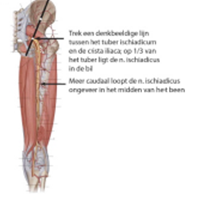 Trek een denkbeeldige lijn
tussen het tuber ischiadicum
en de crista iliaca; op 1/3 van
het tuber ligt de n. ischiadicus
in de bil
Meer caudaal loopt de n. ischiadicus
ongeveer in het midden van het been